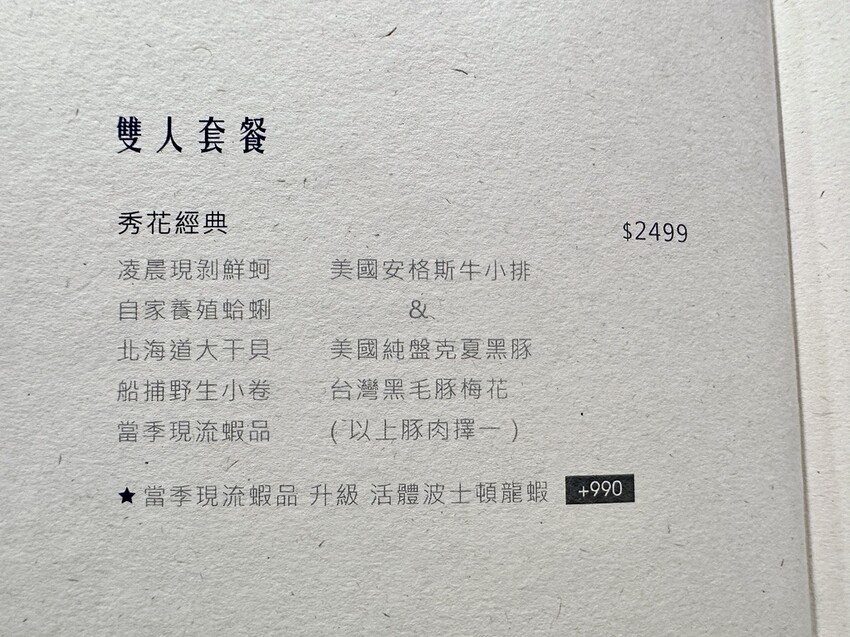 雙人套餐
秀花經典 $2499
凌晨現剝鮮蚵 美國安格斯牛小排
自家養殖蛤蜊 &
北海道大干貝 美國純盤克夏黑豚
船捕野生小卷 台灣黑毛豚梅花
當季現流蝦品 (以上豚肉擇一)
★當季現流蝦品 升級 活體波士頓龍蝦 +990